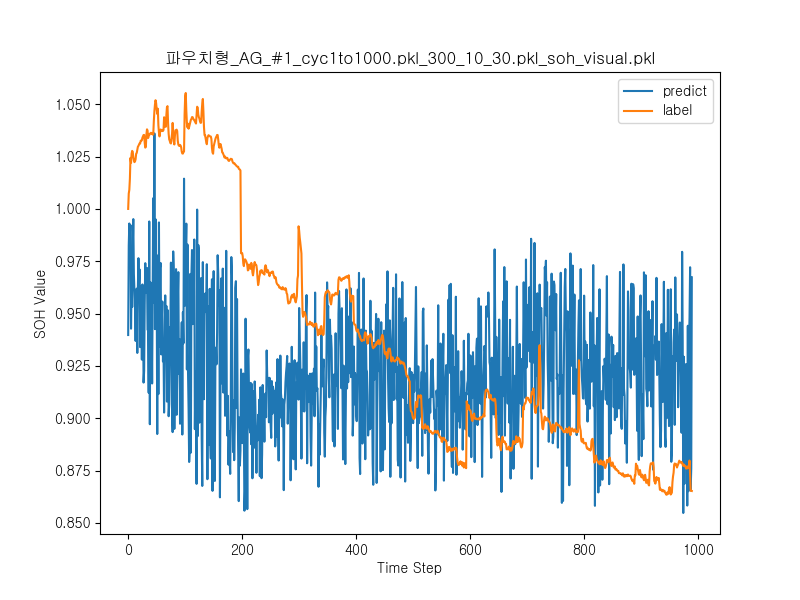 파우치형_AG_#1_cyc1to1000.pkl_300_10_30.pkl_soh_visual.pkl
predict
label
1.050
1.025
1.000
0.975
0.950
0.925
0.900
0.875
0.850
SOH Value
0 200 400 600 800 1000
Time Step